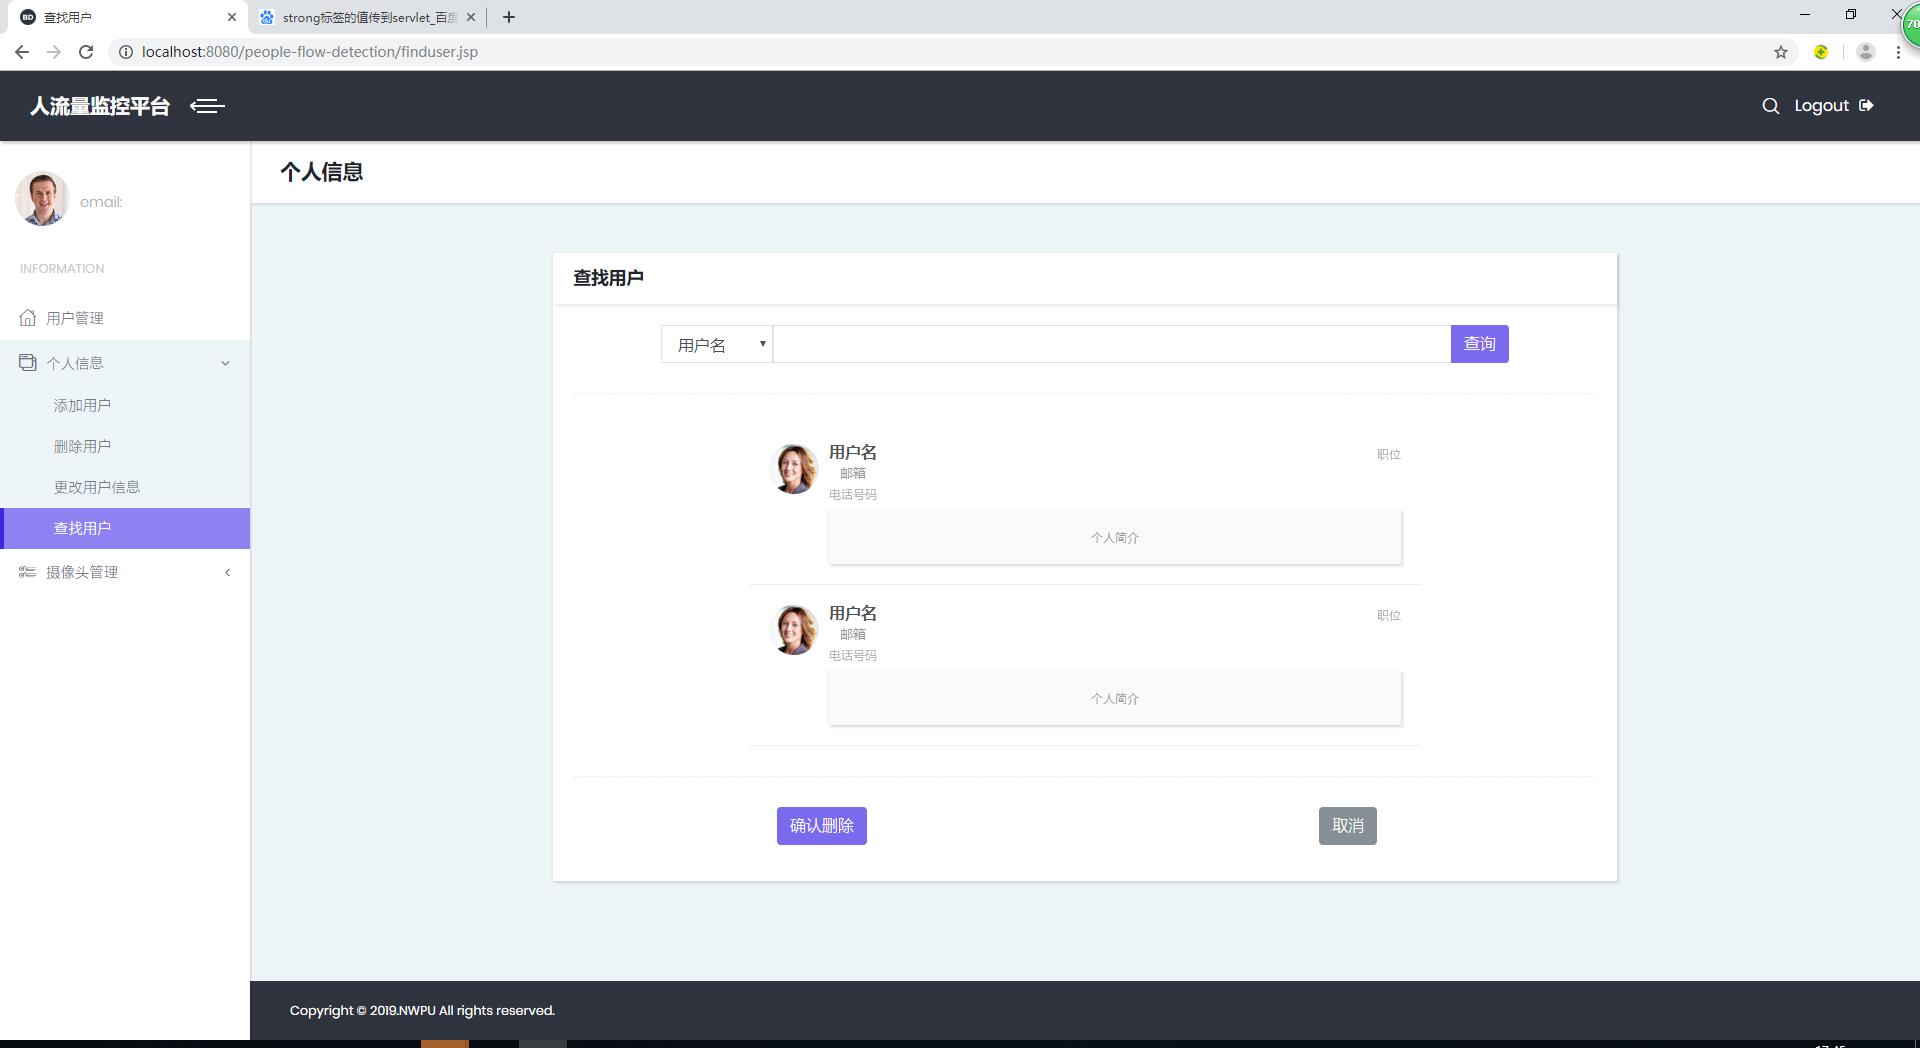 查找用户
strong标签的值传到servlet_百度
localhost:8080/people-flow-detection/finduser.jsp
70
人流量监控平台
Logout
email:
INFORMATION
用户管理
个人信息
添加用户
删除用户
更改用户信息
查找用户
摄像头管理
个人信息
查找用户
用户名
查询
用户名
职位
邮箱
电话号码
个人简介
用户名
职位
邮箱
电话号码
个人简介
确认删除
取消
Copyright © 2019.NWPU All rights reserved.